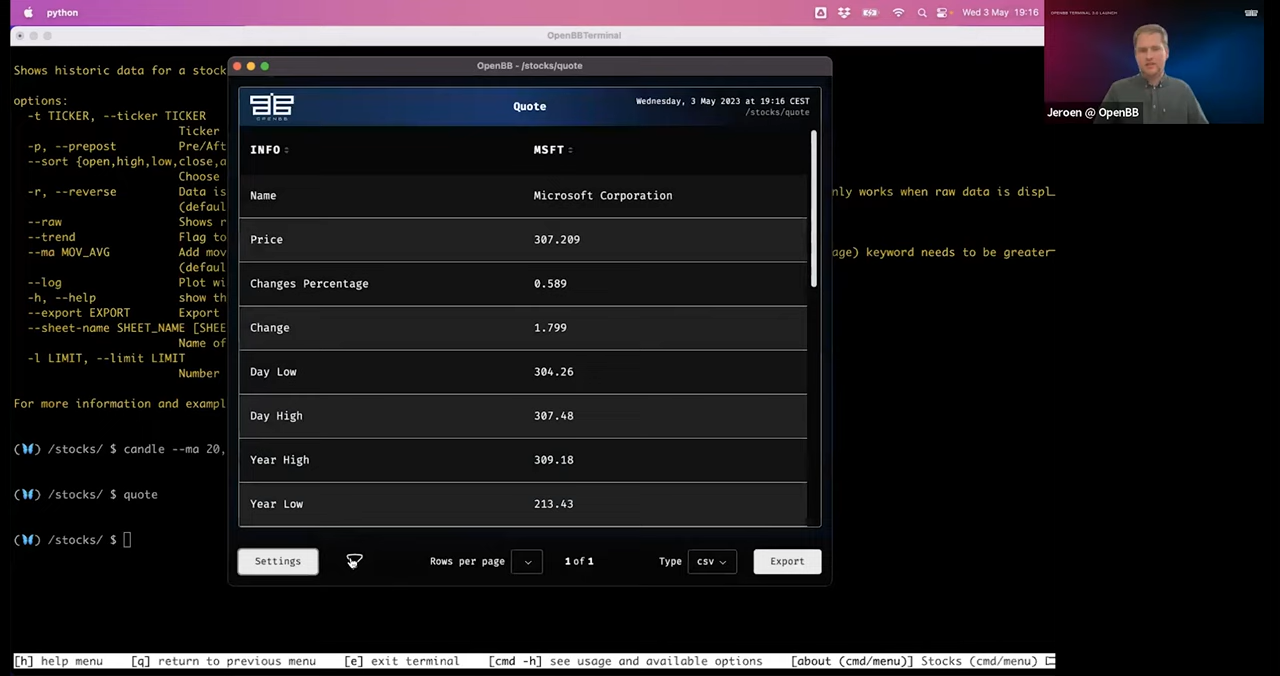 python
Wed 3 May 19:16
OPENBB TERMINAL 3.0 LAUNCH
OpenBBTerminal
Jeroen @ OpenBB
Shows historic data for a stock
options:
-t TICKER, --ticker TICKER
Ticker
-p, --prepost Pre/Aft
--sort {open,high,low,close,a
Choose
-r, --reverse Data is
nly works when raw data is displ
(defaul
--raw Shows r
--trend Flag to
--ma MOV_AVG Add mov
age) keyword needs to be greater
(defaul
--log Plot wi
-h, --help show th
--export EXPORT Export
--sheet-name SHEET_NAME [SHEE
Name of
-l LIMIT, --limit LIMIT
Number
For more information and exampl
() /stocks/ $ candle --ma 20,
() /stocks/ $ quote
() /stocks/ $
OpenBB - /stocks/quote
OPENBB
Quote
Wednesday, 3 May 2023 at 19:16 CEST
/stocks/quote
INFO MSFT
Name Microsoft Corporation
Price 307.209
Changes Percentage 0.589
Change 1.799
Day Low 304.26
Day High 307.48
Year High 309.18
Year Low 213.43
Settings
Rows per page
1 of 1
Type
csv
Export
[h] help menu [q] return to previous menu [e] exit terminal [cmd -h] see usage and available options [about (cmd/menu)] Stocks (cmd/menu)